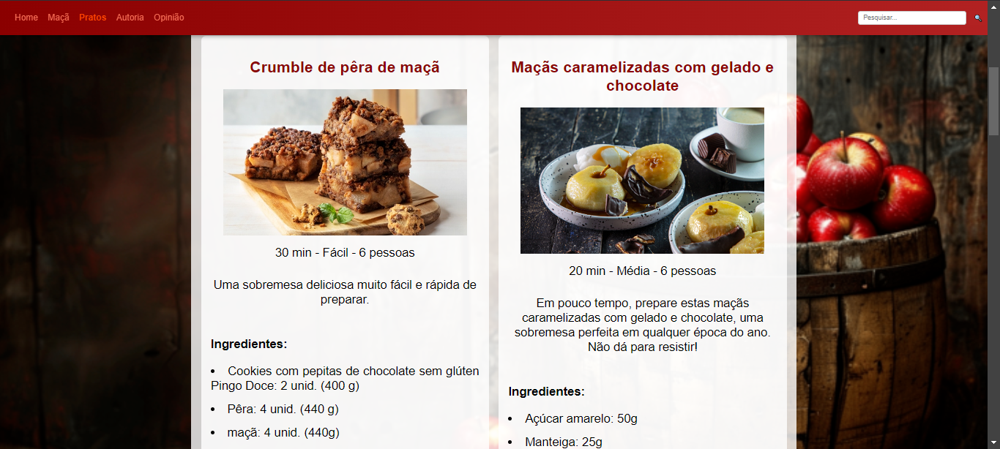 Home Maçã Pratos Autoria Opinião Pesquisar...
Crumble de pêra de maçã
30 min - Fácil - 6 pessoas
Uma sobremesa deliciosa muito fácil e rápida de
preparar.
Ingredientes:
• Cookies com pepitas de chocolate sem glúten
Pingo Doce: 2 unid. (400 g)
• Pêra: 4 unid. (440 g)
• maçã: 4 unid. (440g)
Maçãs caramelizadas com gelado e
chocolate
20 min - Média - 6 pessoas
Em pouco tempo, prepare estas maçãs
caramelizadas com gelado e chocolate, uma
sobremesa perfeita em qualquer época do ano.
Não dá para resistir!
Ingredientes:
• Açúcar amarelo: 50g
• Manteiga: 25g